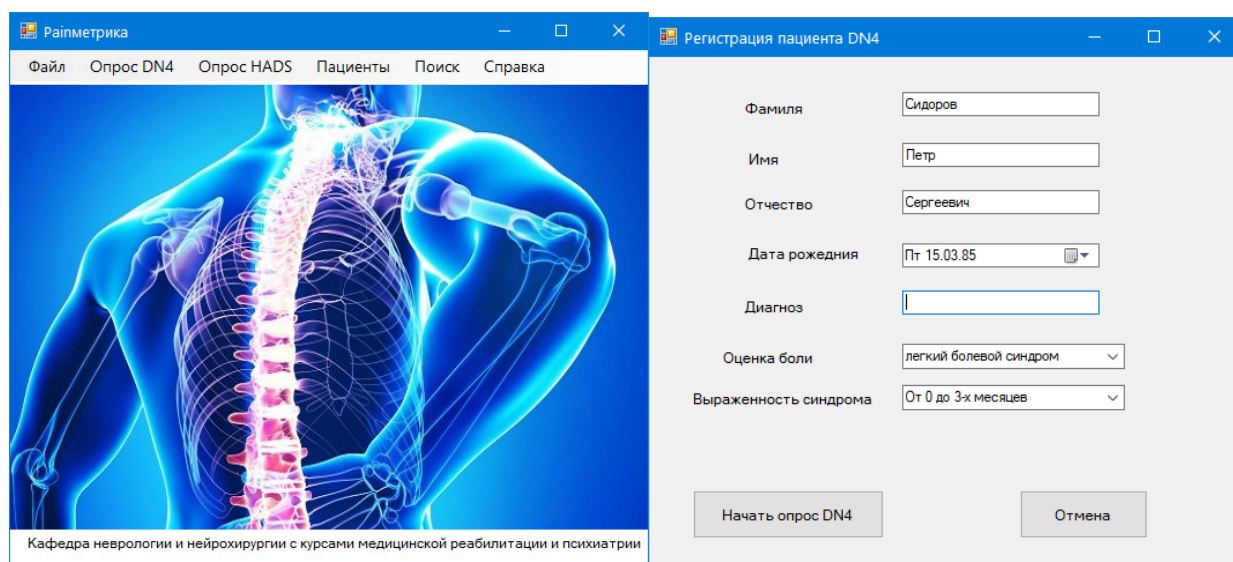 Painметрика
Файл Опрос DN4 Опрос HADS Пациенты Поиск Справка
Кафедра неврологии и нейрохирургии с курсами медицинской реабилитации и психиатрии
Регистрация пациента DN4
Фамиля Сидоров
Имя Петр
Отчество Сергеевич
Дата рожедния Пт 15.03.85
Диагноз
Оценка боли легкий болевой синдром
Выраженность синдрома От 0 до 3-х месяцев
Начать опрос DN4 Отмена